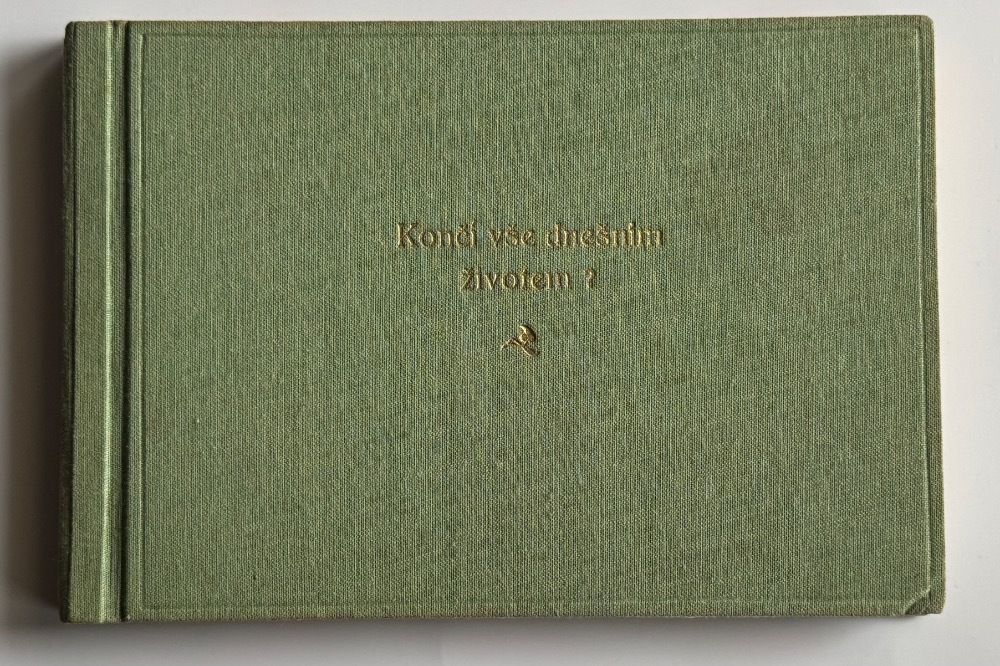 Končí vše dnešním
životem ?